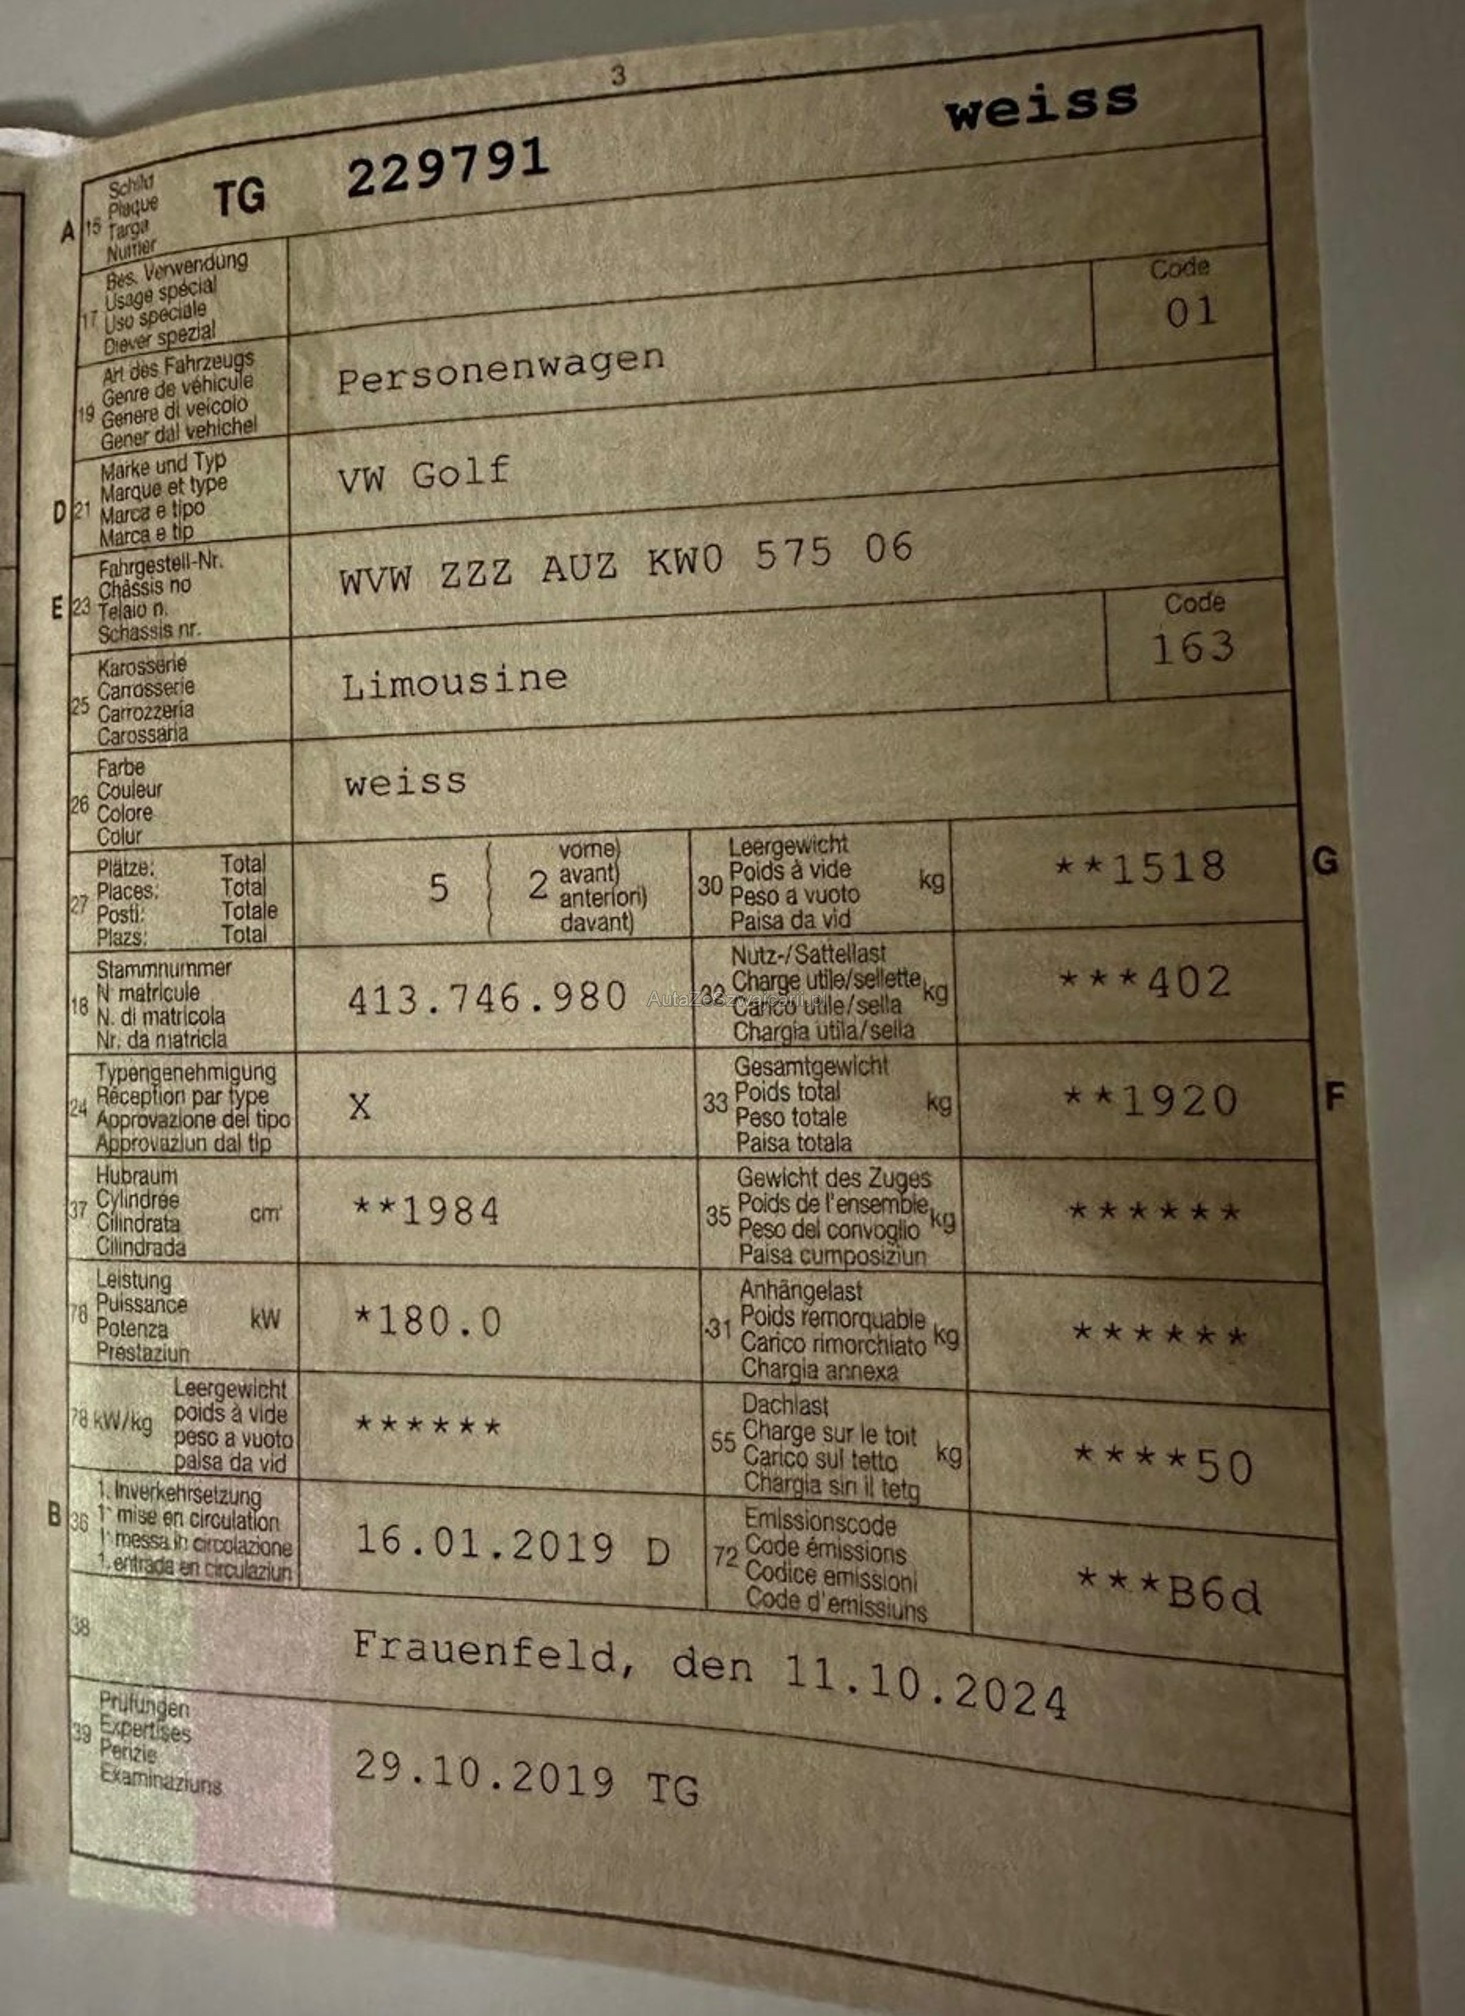 3
A 15 Schild
Plaque
Targa
Numer
TG 229791 weiss
17 Bes. Verwendung
Usage spécial
Uso speciale
Diever spezial
19 Art des Fahrzeugs
Genre de véhicule
Genere di veicolo
Gener dal vehichel
Personenwagen
Code
01
D 21 Marke und Typ
Marque et type
Marca e tipo
Marca e tip
VW Golf
E 23 Fahrgestell-Nr.
Châssis no
Telaio n.
Schassis nr.
WVW ZZZ AUZ KW0 575 06
25 Karosserie
Carrosserie
Carrozzeria
Carossaria
Limousine
Code
163
26 Farbe
Couleur
Colore
Colur
weiss
27 Plätze: Total
Places: Total
Posti: Totale
Plazs: Total
5 { 2 vorne)
avant)
anteriori)
davant)
30 Leergewicht
Poids à vide
Peso a vuoto
Paisa da vid
kg
**1518
G
18 Stammnummer
N° matricule
N. di matricola
Nr. da matricla
413.746.980
AutaZeSzwajcarii.pl
32 Nutz-/Sattellast
Charge utile/sellette
Carico utile/sella
Chargia utila/sella
kg
***402
24 Typengenehmigung
Réception par type
Approvazione del tipo
Approvaziun dal tip
X
33 Gesamtgewicht
Poids total
Peso totale
Paisa totala
kg
**1920
F
37 Hubraum
Cylindrée
Cilindrata
Cilindrada
cm³
**1984
35 Gewicht des Zuges
Poids de l'ensemble
Peso del convoglio
Paisa cumposiziun
kg
******
76 Leistung
Puissance
Potenza
Prestaziun
kW
*180.0
31 Anhängelast
Poids remorquable
Carico rimorchiato
Chargia annexa
kg
******
78 kW/kg
Leergewicht
poids à vide
peso a vuoto
paisa da vid
******
55 Dachlast
Charge sur le toit
Carico sul tetto
Chargia sin il tetg
kg
****50
B 36 1. Inverkehrsetzung
1re mise en circulation
1a messa in circolazione
1. entrada en circulaziun
16.01.2019 D
72 Emissionscode
Code émissions
Codice emissioni
Code d'emissiuns
***B6d
38
Frauenfeld, den 11.10.2024
39 Prüfungen
Expertises
Perizie
Examinaziuns
29.10.2019 TG